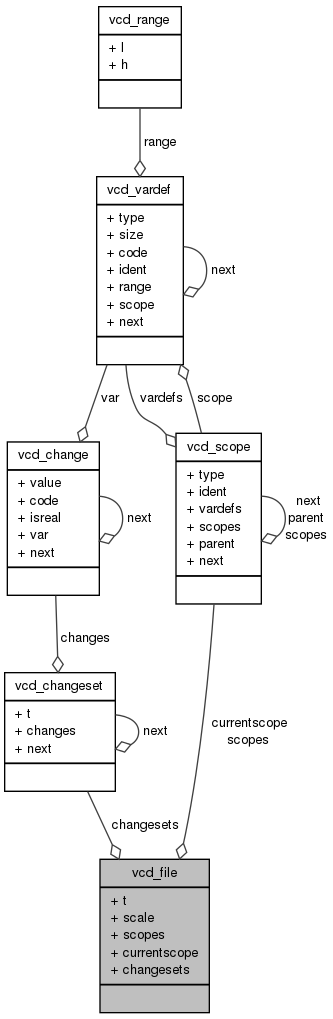 vcd_range
+ l
+ h
range
vcd_vardef
+ type
+ size
+ code
+ ident
+ range
+ scope
+ next
next
var
vardefs
scope
vcd_change
+ value
+ code
+ isreal
+ var
+ next
next
vcd_scope
+ type
+ ident
+ vardefs
+ scopes
+ parent
+ next
next
parent
scopes
changes
vcd_changeset
+ t
+ changes
+ next
next
currentscope
scopes
changesets
vcd_file
+ t
+ scale
+ scopes
+ currentscope
+ changesets